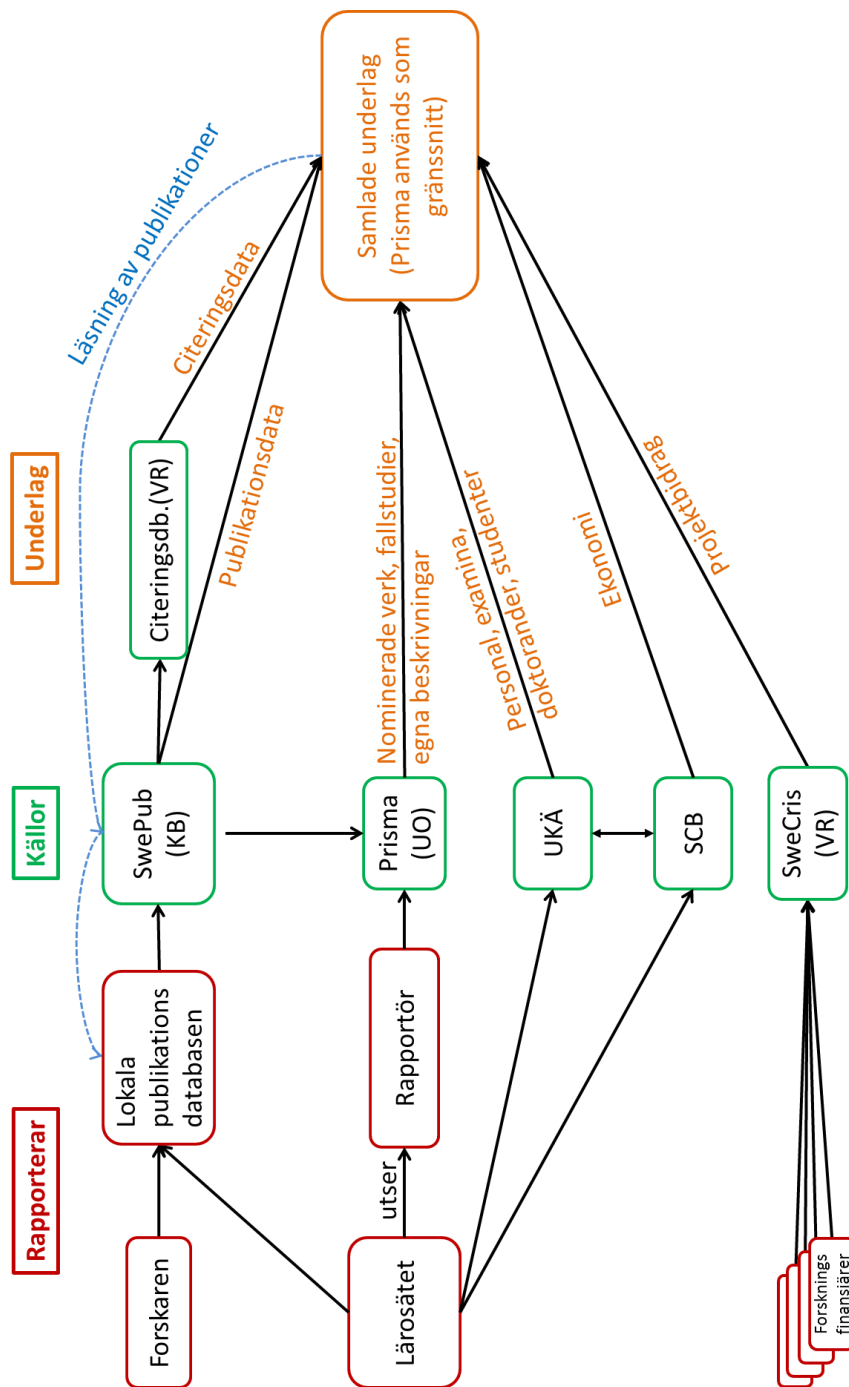 Rapporterar
Källor
Underlag
Läsning av publikationer
Forskaren
Lokala
publikations
databasen
SwePub
(KB)
Citeringsdb.(VR)
Citeringsdata
Publikationsdata
Samlade underlag
(Prisma används som
gränssnitt)
Lärosätet
utser
Rapportör
Prisma
(UO)
Nominerade verk, fallstudier,
egna beskrivningar
UKÄ
Personal, examina,
doktorander, studenter
SCB
Ekonomi
Forsknings
finansiärer
SweCris
(VR)
Projektbidrag